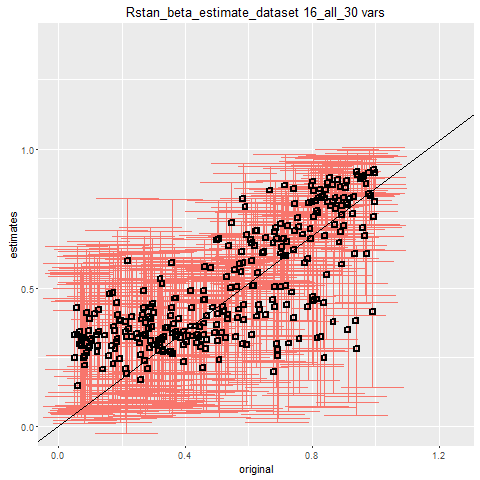 Rstan_beta_estimate_dataset 16_all_30 vars
estimates
1.0
0.5
0.0
0.0 0.4 0.8 1.2
original